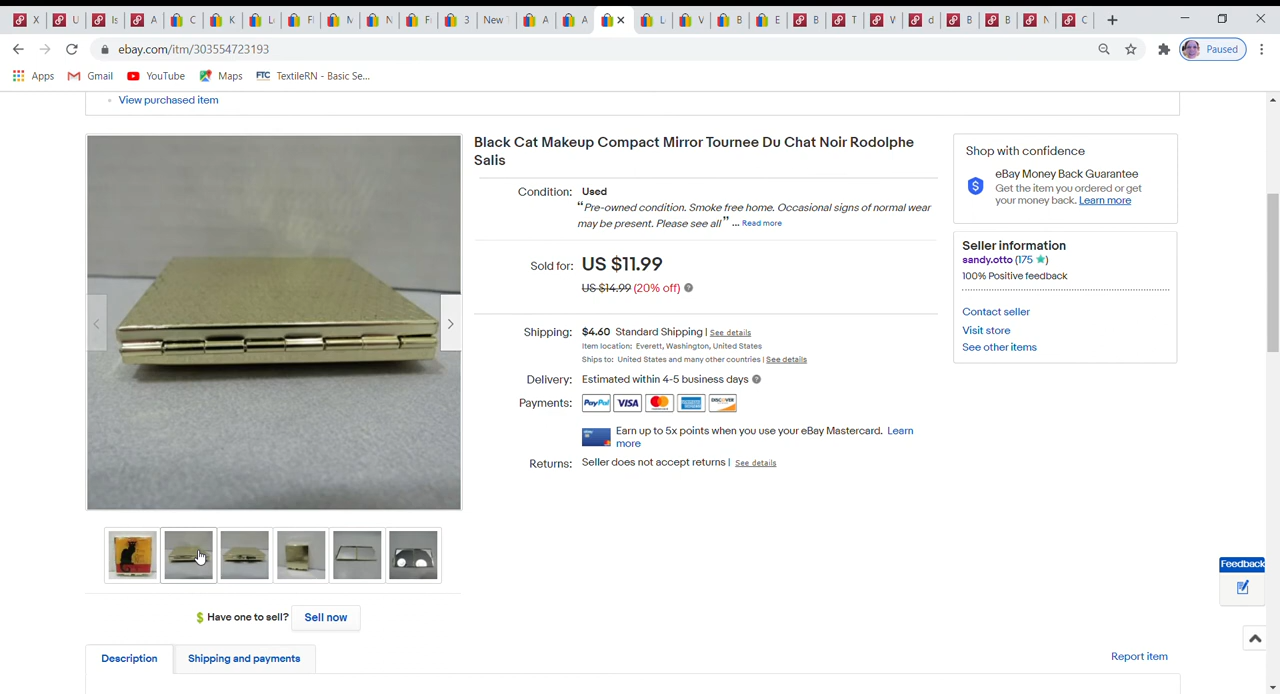 X
U
Is
A
C
K
L
F
M
N
F
3
New T
A
A
L
V
B
E
B
T
V
d
B
B
N
C
ebay.com/itm/303554723193
Paused
Apps
Gmail
YouTube
Maps
FTC
TextileRN - Basic Se...
View purchased item
Black Cat Makeup Compact Mirror Tournee Du Chat Noir Rodolphe
Salis
Condition: Used
“Pre-owned condition. Smoke free home. Occasional signs of normal wear
may be present. Please see all” ... Read more
Sold for: US $11.99
US $14.99 (20% off)
Shipping: $4.60 Standard Shipping | See details
Item location: Everett, Washington, United States
Ships to: United States and many other countries | See details
Delivery: Estimated within 4-5 business days
Payments: PayPal VISA DISCOVER
Earn up to 5x points when you use your eBay Mastercard. Learn
more
Returns: Seller does not accept returns | See details
Shop with confidence
eBay Money Back Guarantee
Get the item you ordered or get
your money back. Learn more
Seller information
sandy.otto (175)
100% Positive feedback
Contact seller
Visit store
See other items
Feedback
$ Have one to sell? Sell now
Description
Shipping and payments
Report item